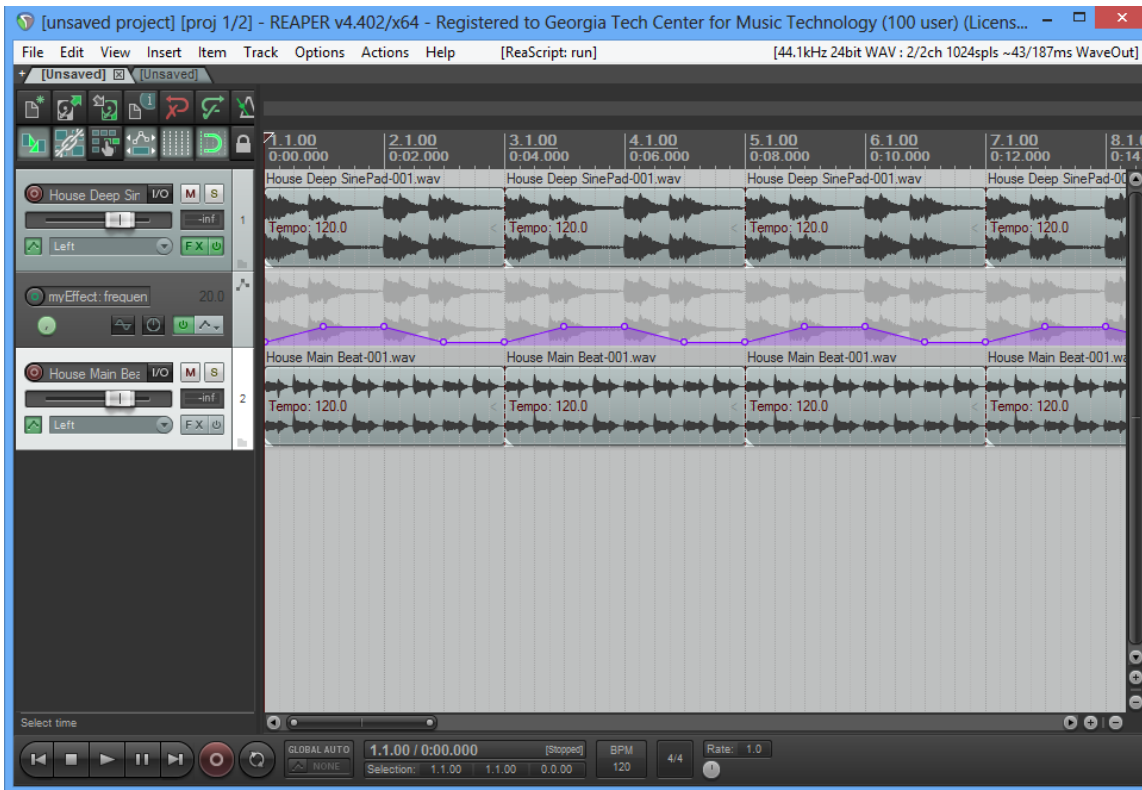 [unsaved project] [proj 1/2] - REAPER v4.402/x64 - Registered to Georgia Tech Center for Music Technology (100 user) (Licens...
File Edit View Insert Item Track Options Actions Help [ReaScript: run] [44.1kHz 24bit WAV : 2/2ch 1024spls ~43/187ms WaveOut]
[Unsaved] [Unsaved]
1.1.00 2.1.00 3.1.00 4.1.00 5.1.00 6.1.00 7.1.00 8.1.
0:00.000 0:02.000 0:04.000 0:06.000 0:08.000 0:10.000 0:12.000 0:14
House Deep SinePad-001.wav House Deep SinePad-001.wav House Deep SinePad-001.wav House Deep SinePad-00
House Deep Sin I/O M S
-inf 1
Tempo: 120.0 Tempo: 120.0 Tempo: 120.0 Tempo: 120.0
Left FX
myEffect: frequen 20.0
House Main Beat-001.wav House Main Beat-001.wav House Main Beat-001.wav House Main Beat-001.wa
House Main Bea I/O M S
-inf 2
Tempo: 120.0 Tempo: 120.0 Tempo: 120.0 Tempo: 120.0
Left FX
Select time
GLOBAL AUTO 1.1.00 / 0:00.000 [Stopped] BPM 4/4 Rate: 1.0
NONE Selection: 1.1.00 1.1.00 0.0.00 120